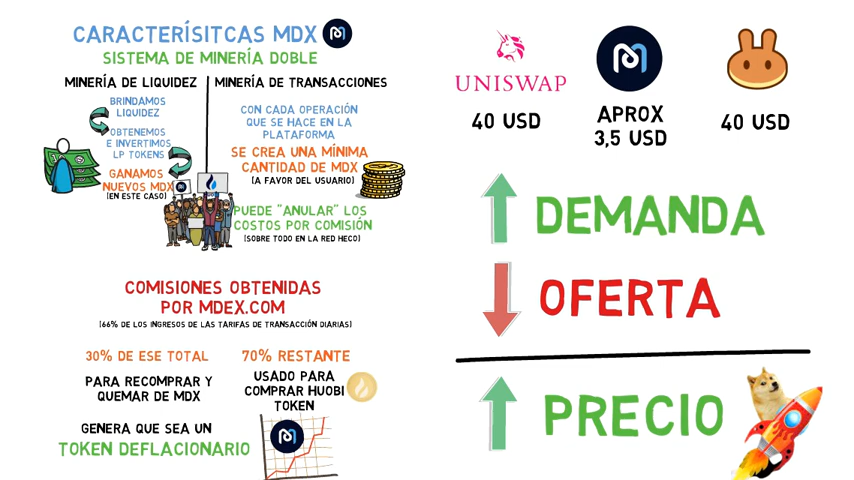 CARACTERÍSITCAS MDX
SISTEMA DE MINERÍA DOBLE
MINERÍA DE LIQUIDEZ
BRINDAMOS
LIQUIDEZ
OBTENEMOS
E INVERTIMOS
LP TOKENS
GANAMOS
NUEVOS MDX
(EN ESTE CASO)
MINERÍA DE TRANSACCIONES
CON CADA OPERACIÓN
QUE SE HACE EN LA
PLATAFORMA
SE CREA UNA MÍNIMA
CANTIDAD DE MDX
(A FAVOR DEL USUARIO)
PUEDE "ANULAR" LOS
COSTOS POR COMISIÓN
(SOBRE TODO EN LA RED HECO)
COMISIONES OBTENIDAS
POR MDEX.COM
(66% DE LOS INGRESOS DE LAS TARIFAS DE TRANSACCIÓN DIARIAS)
30% DE ESE TOTAL
PARA RECOMPRAR Y
QUEMAR DE MDX
70% RESTANTE
USADO PARA
COMPRAR HUOBI
TOKEN
GENERA QUE SEA UN
TOKEN DEFLACIONARIO
UNISWAP
40 USD
APROX
3,5 USD
40 USD
DEMANDA
OFERTA
PRECIO